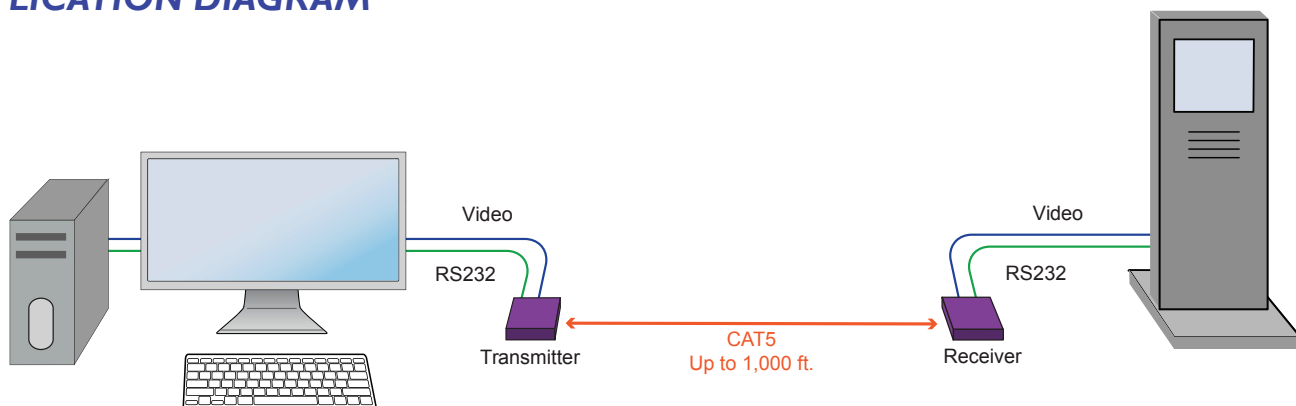 LICATION DIAGRAM
Video
Video
RS232
RS232
CAT5
Up to 1,000 ft.
Transmitter
Receiver